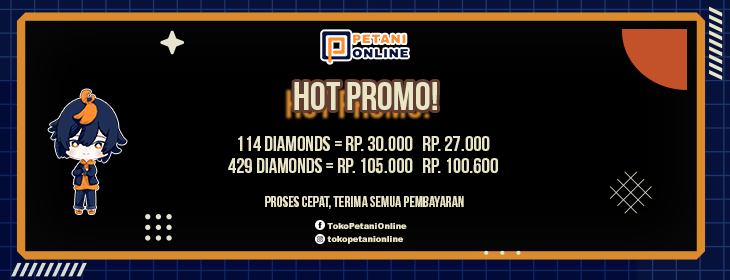 PETANI
ONLINE
HOT PROMO!
114 DIAMONDS = RP. 30.000 RP. 27.000
429 DIAMONDS = RP. 105.000 RP. 100.600
PROSES CEPAT, TERIMA SEMUA PEMBAYARAN
TokoPetaniOnline
tokopetanionline